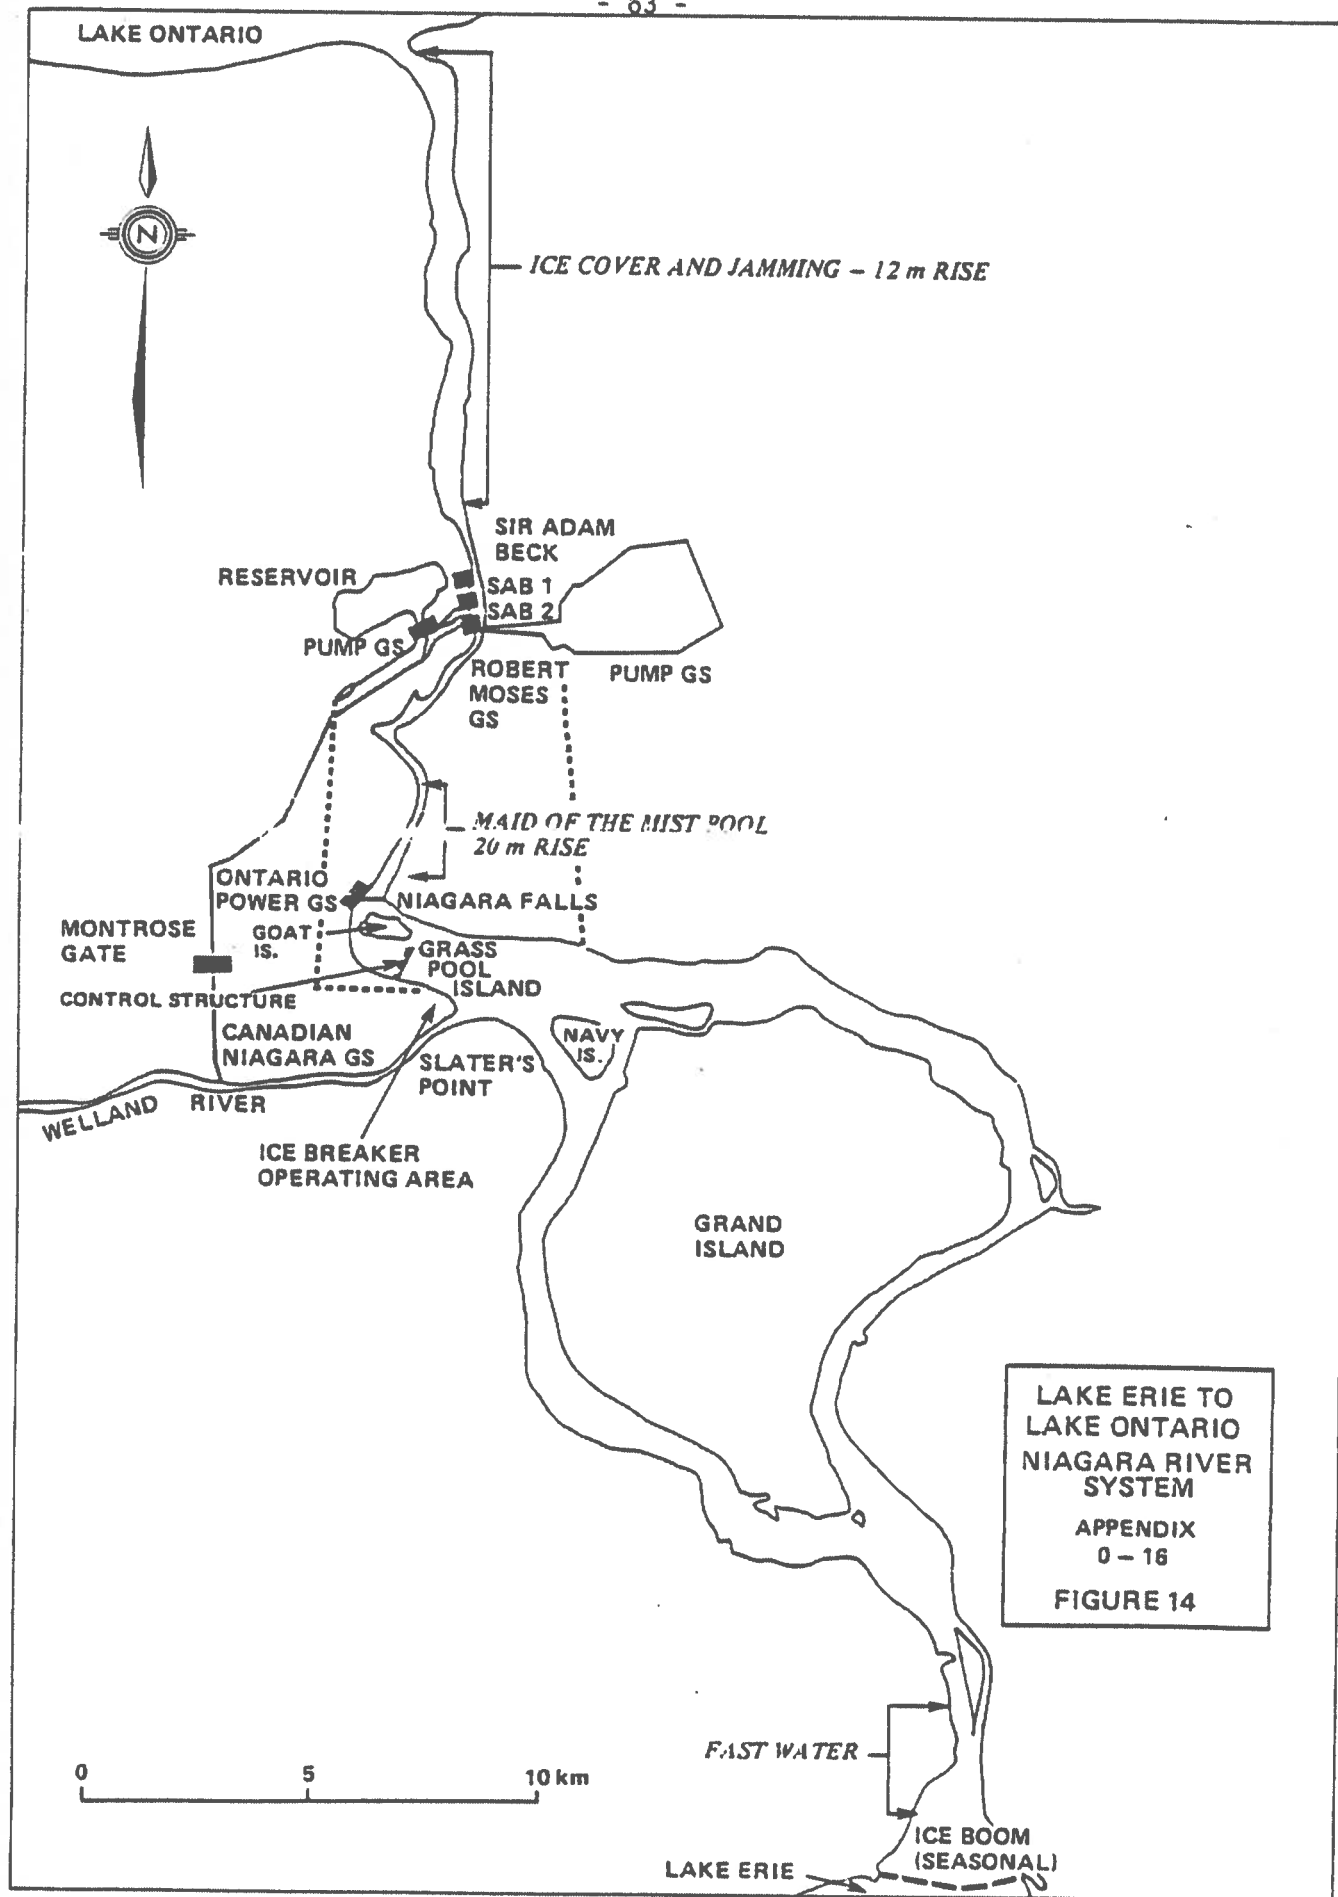 - 83 -
LAKE ONTARIO
N
ICE COVER AND JAMMING – 12 m RISE
SIR ADAM
BECK
RESERVOIR
SAB 1
SAB 2
PUMP GS
ROBERT
MOSES
GS
PUMP GS
MAID OF THE MIST POOL
20 m RISE
ONTARIO
POWER GS
NIAGARA FALLS
MONTROSE
GATE
GOAT
IS.
GRASS
POOL
ISLAND
CONTROL STRUCTURE
CANADIAN
NIAGARA GS
NAVY
IS.
SLATER'S
POINT
WELLAND RIVER
ICE BREAKER
OPERATING AREA
GRAND
ISLAND
LAKE ERIE TO
LAKE ONTARIO
NIAGARA RIVER
SYSTEM
APPENDIX
0 – 16
FIGURE 14
FAST WATER
0 5 10 km
ICE BOOM
(SEASONAL)
LAKE ERIE